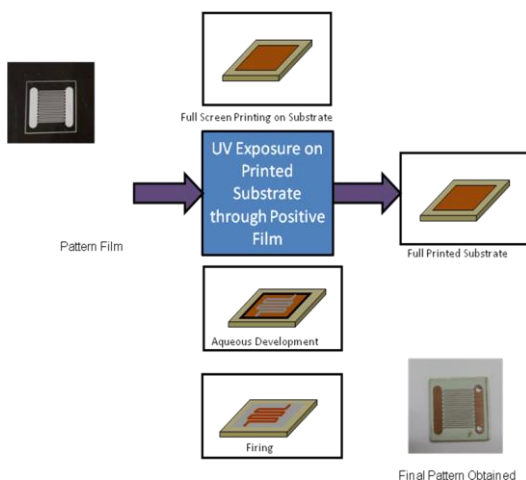 Full Screen Printing on Substrate
UV Exposure on
Printed
Substrate
through Positive
Film
Pattern Film
Full Printed Substrate
Aqueous Development
Firing
Final Pattern Obtained